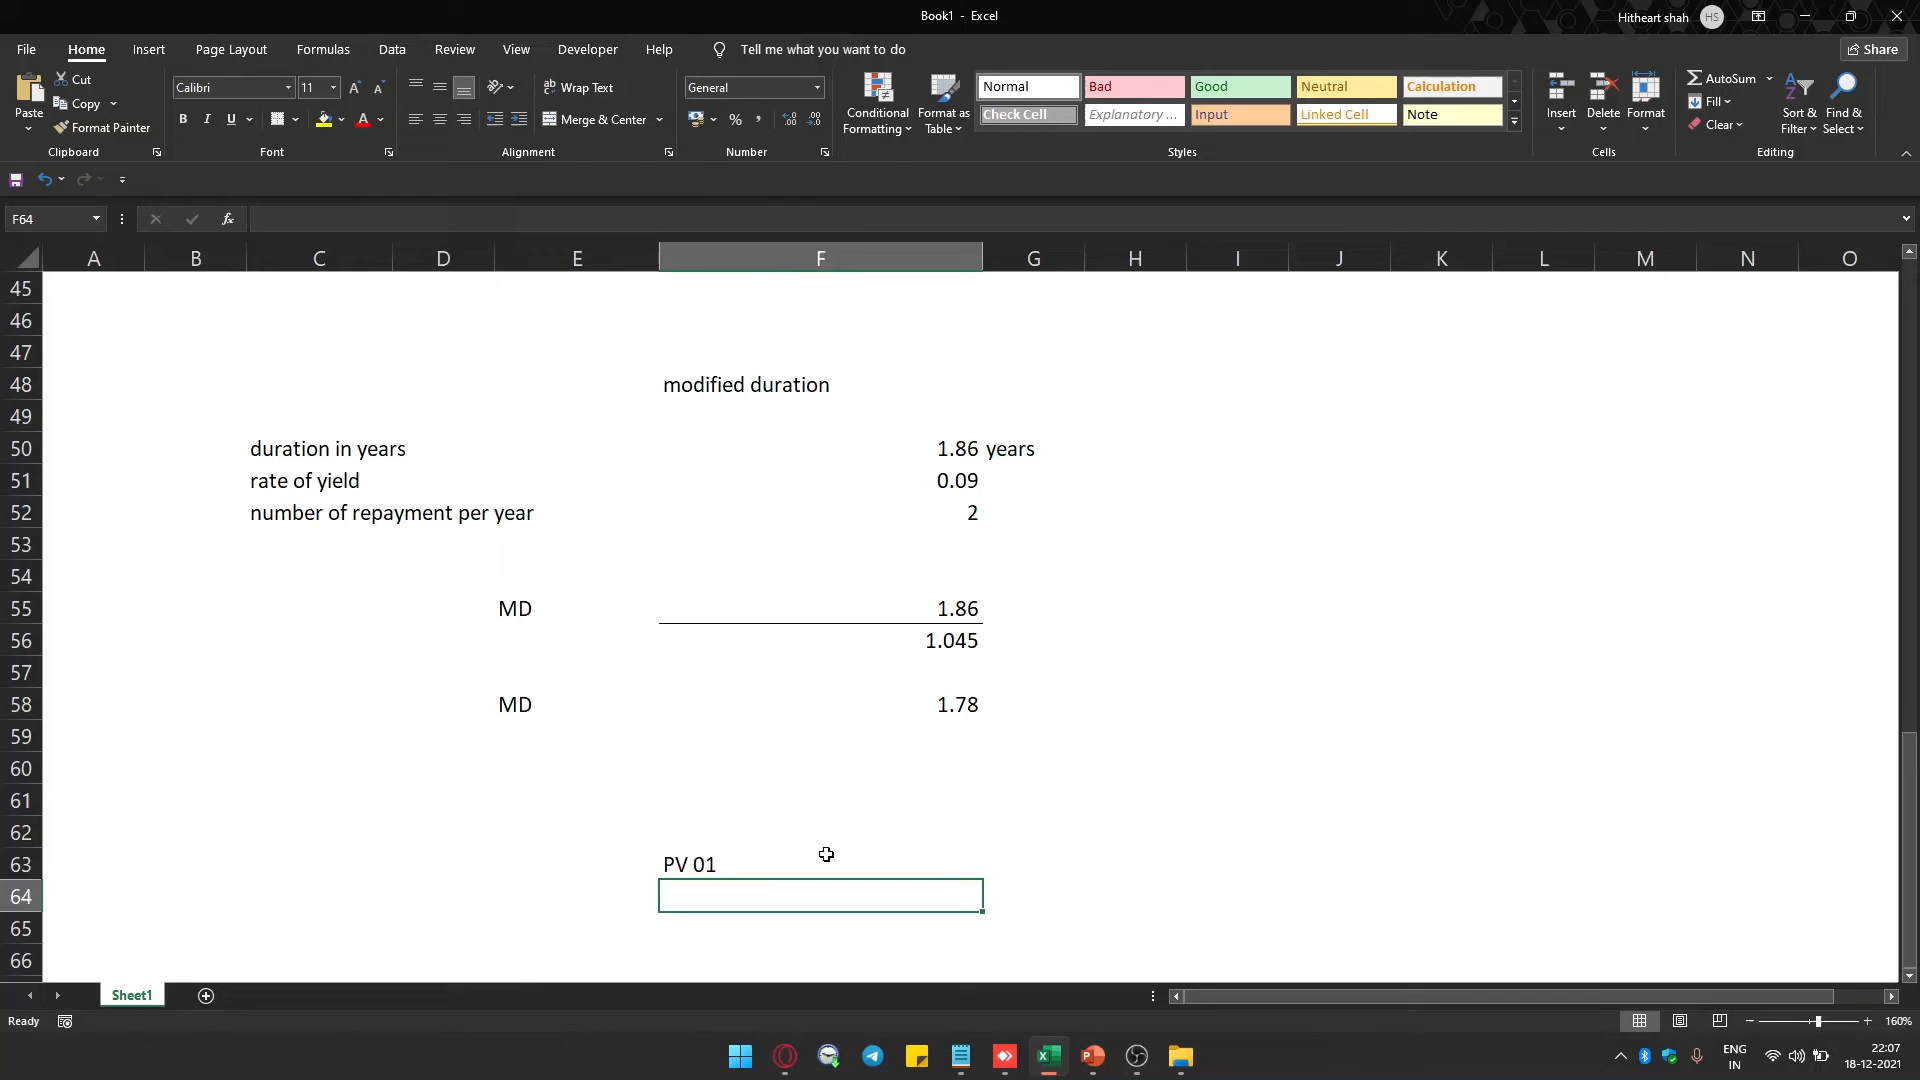 Book1 - Excel
Hitheart shah HS
File Home Insert Page Layout Formulas Data Review View Developer Help Tell me what you want to do Share
Paste
Cut
Copy
Format Painter
Clipboard
Calibri 11
B I U
Font
Wrap Text
Merge & Center
Alignment
General
Number
Conditional Formatting
Format as Table
Normal Bad Good Neutral Calculation
Check Cell Explanatory ... Input Linked Cell Note
Styles
Insert Delete Format
Cells
AutoSum
Fill
Clear
Sort & Filter
Find & Select
Editing
F64 fx
A B C D E F G H I J K L M N O
45
46
47
48 modified duration
49
50 duration in years 1.86 years
51 rate of yield 0.09
52 number of repayment per year 2
53
54
55 MD 1.86
56 1.045
57
58 MD 1.78
59
60
61
62
63 PV 01
64
65
66
Sheet1
Ready 160%
ENG
IN
22:07
18-12-2021